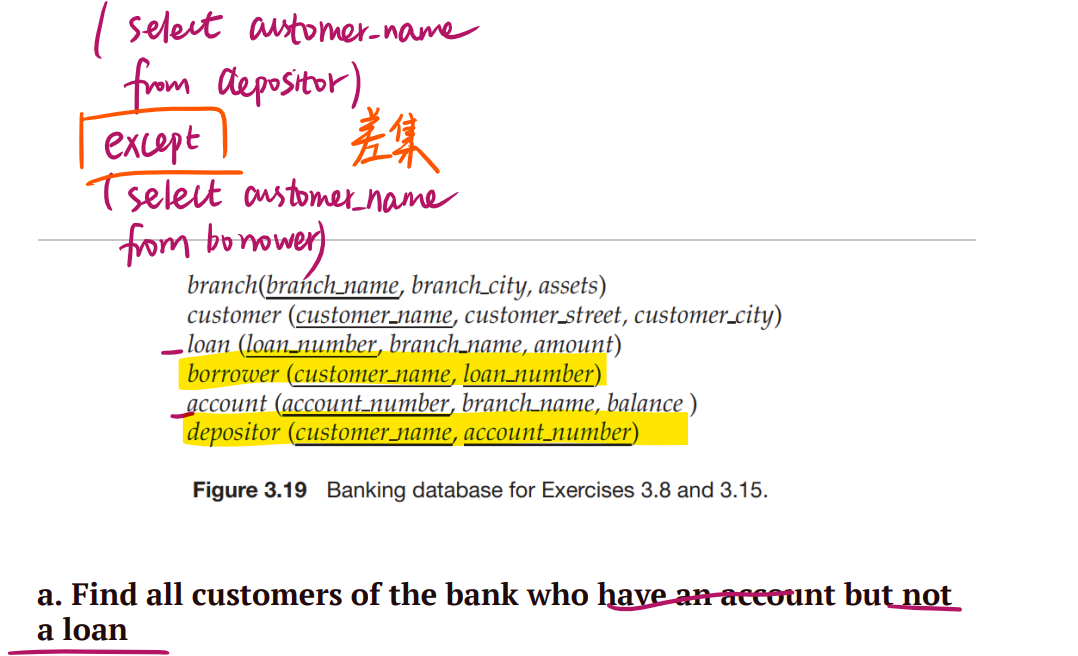 ( select customer_name
from depositor)
except 差集
( select customer_name
from borrower)
branch(branch_name, branch_city, assets)
customer (customer_name, customer_street, customer_city)
loan (loan_number, branch_name, amount)
borrower (customer_name, loan_number)
account (account_number, branch_name, balance )
depositor (customer_name, account_number)
Figure 3.19 Banking database for Exercises 3.8 and 3.15.
a. Find all customers of the bank who have an account but not
a loan